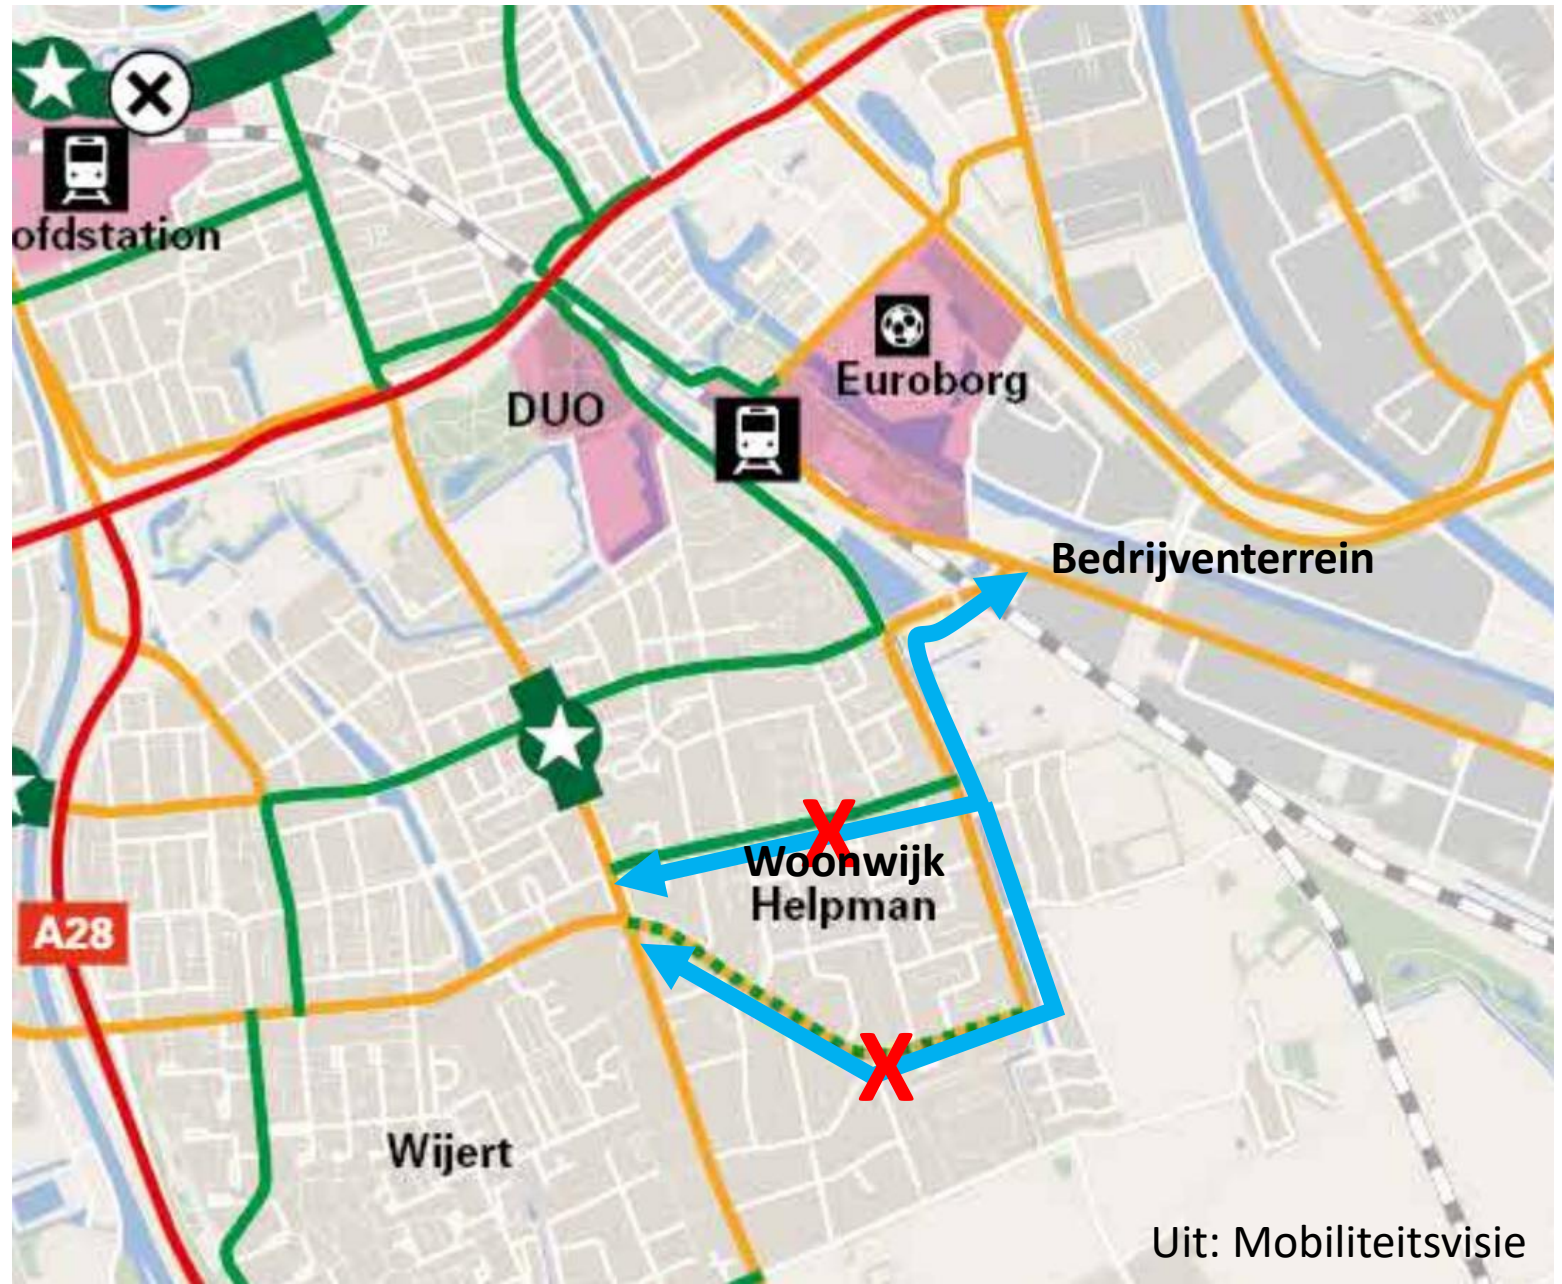 ofdstation
DUO
Euroborg
Bedrijventerrein
X
Woonwijk
Helpman
A28
X
Wijert
Uit: Mobiliteitsvisie